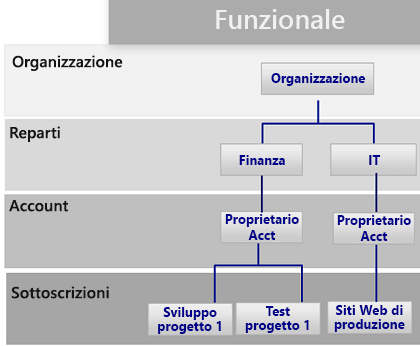 Funzionale
Organizzazione
Organizzazione
Reparti
Finanza
IT
Account
Proprietario
Acct
Proprietario
Acct
Sottoscrizioni
Sviluppo
progetto 1
Test
progetto 1
Siti Web di
produzione